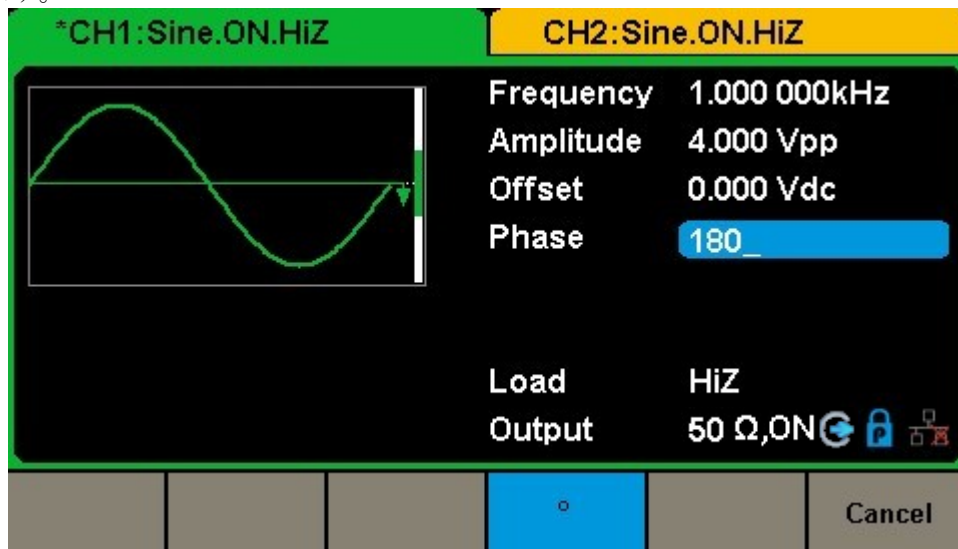 *CH1:Sine.ON.HiZ
CH2:Sine.ON.HiZ
Frequency 1.000 000kHz
Amplitude 4.000 Vpp
Offset 0.000 Vdc
Phase 180_
Load HiZ
Output 50 Ω,ON P
° Cancel